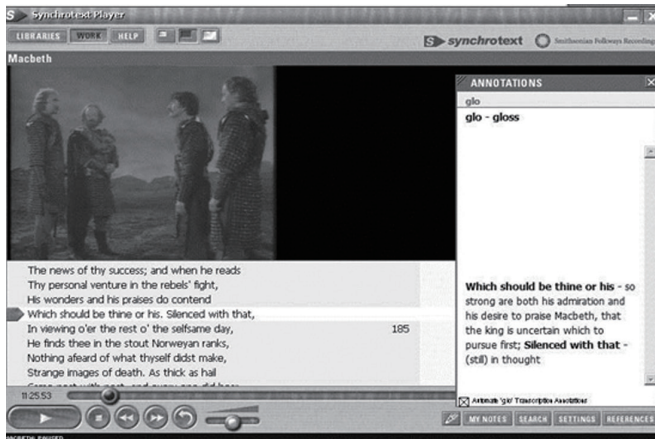 Synchrotext Player
LIBRARIES WORK HELP
synchrotext Smithsonian Folkways Recordings
Macbeth
ANNOTATIONS
glo
glo - gloss
The news of thy success; and when he reads
Thy personal venture in the rebels' fight,
His wonders and his praises do contend
Which should be thine or his. Silenced with that,
In viewing o'er the rest o' the selfsame day, 185
He finds thee in the stout Norweyan ranks,
Nothing afeard of what thyself didst make,
Strange images of death. As thick as hail
Which should be thine or his - so
strong are both his admiration and
his desire to praise Macbeth, that
the king is uncertain which to
pursue first; Silenced with that -
(still) in thought
Automate 'glo' Transcription Annotations
11:25.53
MY NOTES SEARCH SETTINGS REFERENCES